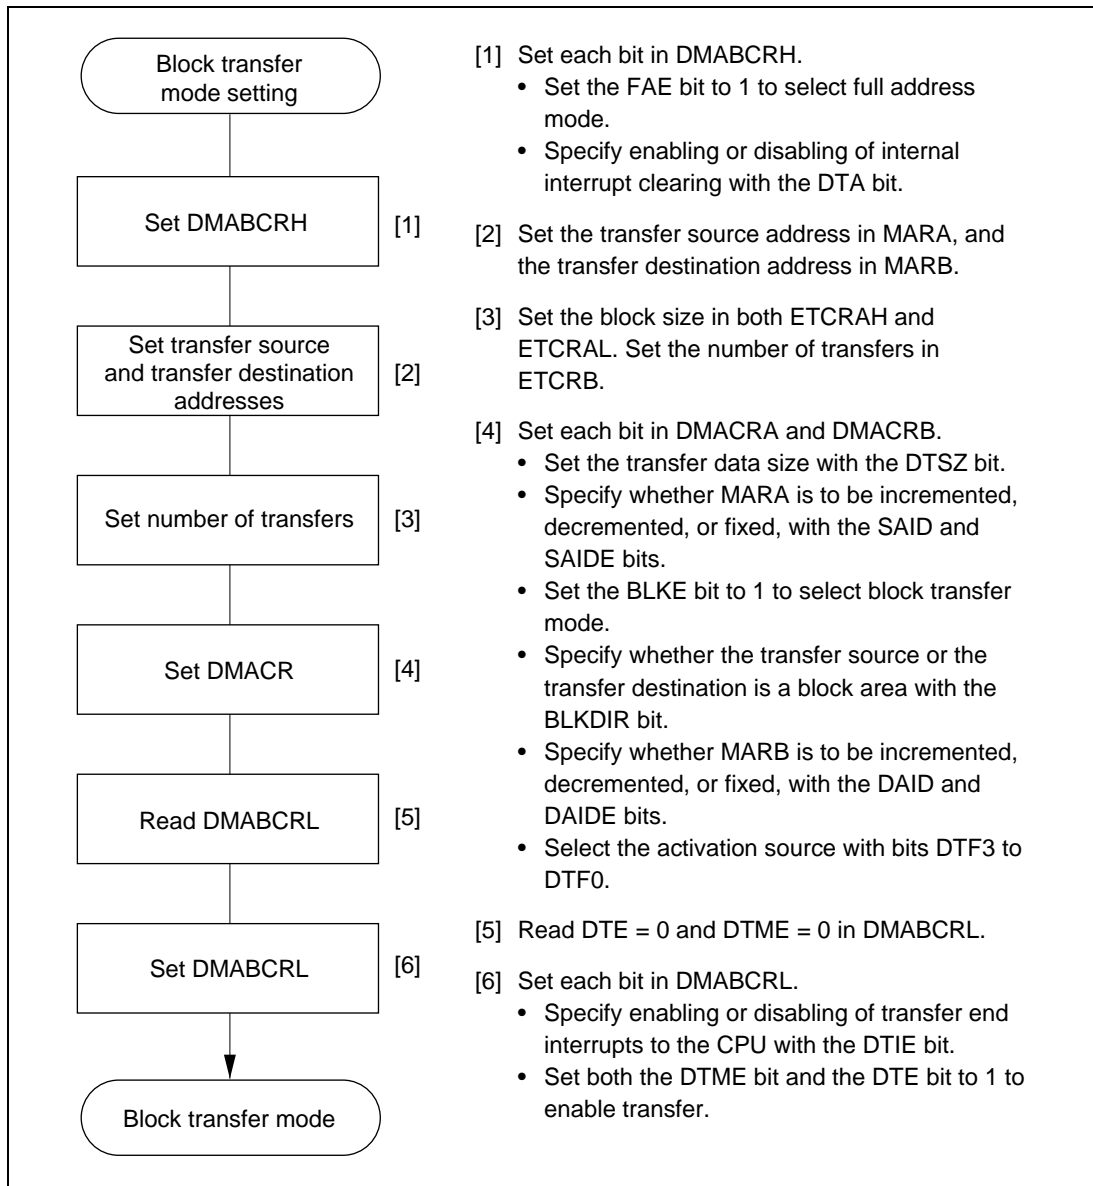 Block transfer
mode setting
Set DMABCRH
[1]
Set transfer source
and transfer destination
addresses
[2]
Set number of transfers
[3]
Set DMACR
[4]
Read DMABCRL
[5]
Set DMABCRL
[6]
Block transfer mode
[1] Set each bit in DMABCRH.
• Set the FAE bit to 1 to select full address
mode.
• Specify enabling or disabling of internal
interrupt clearing with the DTA bit.
[2] Set the transfer source address in MARA, and
the transfer destination address in MARB.
[3] Set the block size in both ETCRAH and
ETCRAL. Set the number of transfers in
ETCRB.
[4] Set each bit in DMACRA and DMACRB.
• Set the transfer data size with the DTSZ bit.
• Specify whether MARA is to be incremented,
decremented, or fixed, with the SAID and
SAIDE bits.
• Set the BLKE bit to 1 to select block transfer
mode.
• Specify whether the transfer source or the
transfer destination is a block area with the
BLKDIR bit.
• Specify whether MARB is to be incremented,
decremented, or fixed, with the DAID and
DAIDE bits.
• Select the activation source with bits DTF3 to
DTF0.
[5] Read DTE = 0 and DTME = 0 in DMABCRL.
[6] Set each bit in DMABCRL.
• Specify enabling or disabling of transfer end
interrupts to the CPU with the DTIE bit.
• Set both the DTME bit and the DTE bit to 1 to
enable transfer.